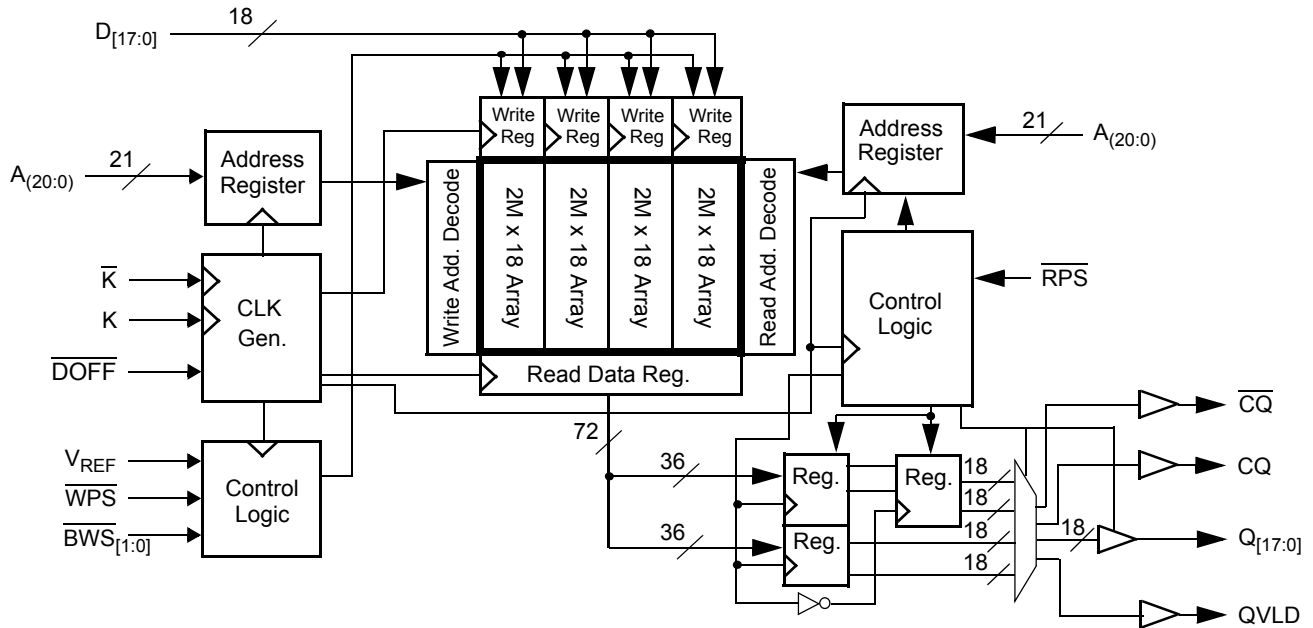 D[17:0]
18
Write Reg
Write Reg
Write Reg
Write Reg
A(20:0)
21
Address Register
Write Add. Decode
2M x 18 Array
2M x 18 Array
2M x 18 Array
2M x 18 Array
Read Add. Decode
Address Register
21
A(20:0)
K̅
K
DOFF
CLK Gen.
Control Logic
RPS
Read Data Reg.
VREF
WPS
BWS[1:0]
Control Logic
72
36
36
Reg.
Reg.
Reg.
18
18
18
18
18
CQ
CQ
Q[17:0]
QVLD